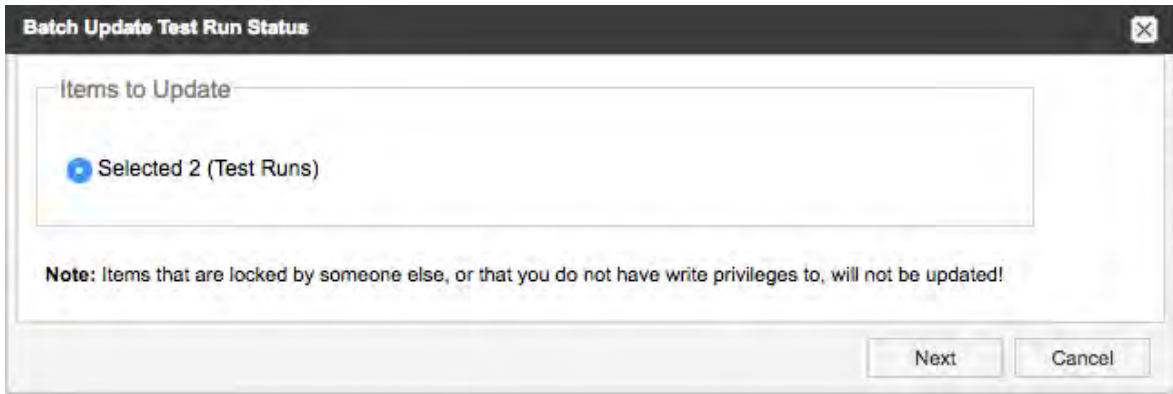 Batch Update Test Run Status
Items to Update
Selected 2 (Test Runs)
Note: Items that are locked by someone else, or that you do not have write privileges to, will not be updated!
Next Cancel